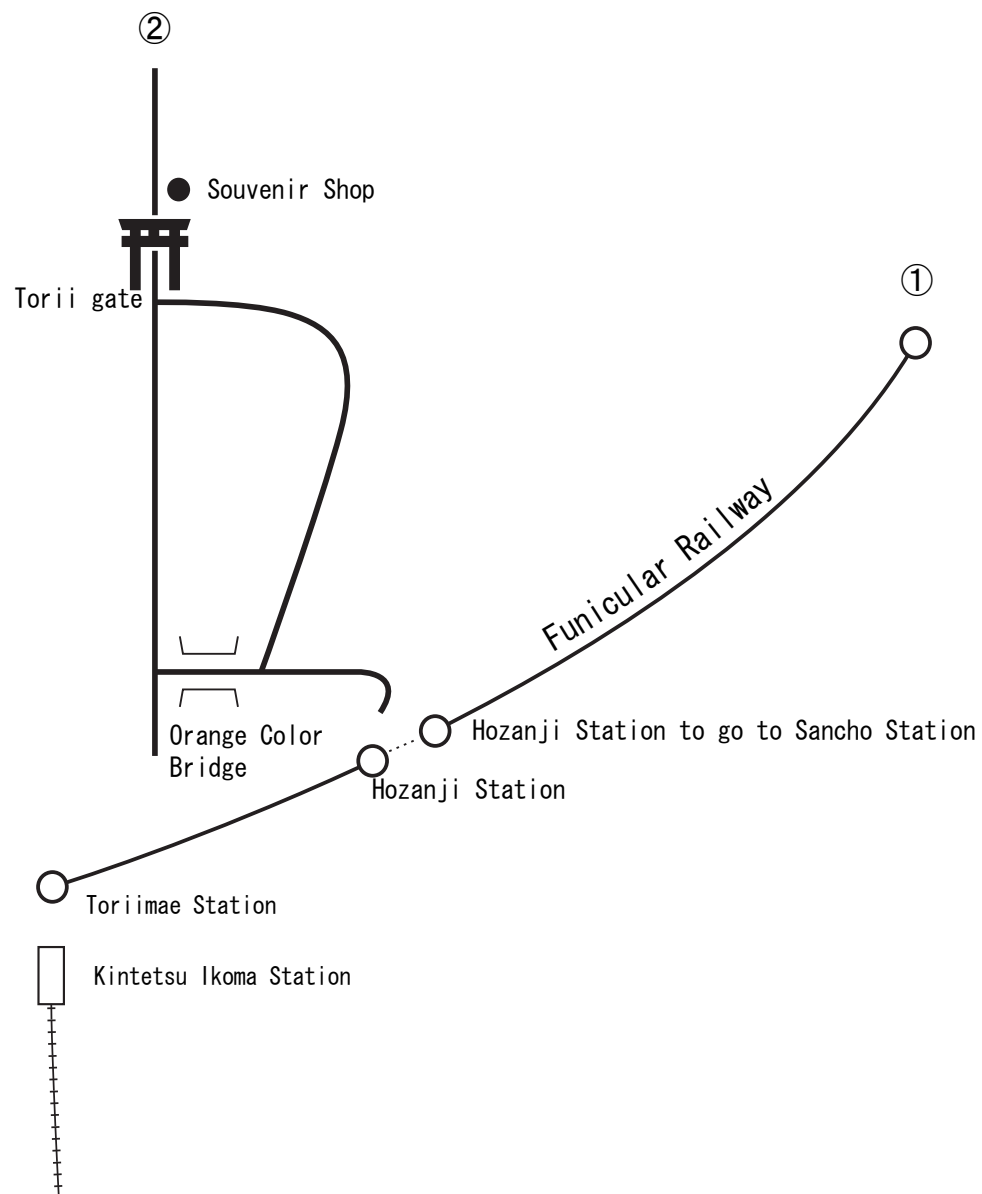 ②
Souvenir Shop
Torii gate
①
Funicular Railway
Orange Color
Bridge
Hozanji Station to go to Sancho Station
Hozanji Station
Toriimae Station
Kintetsu Ikoma Station